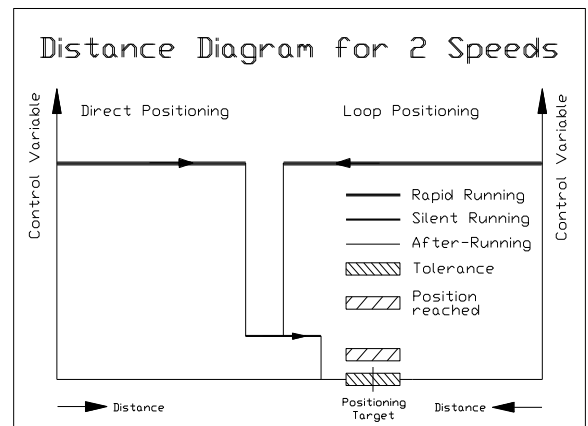 Distance Diagram for 2 Speeds
Control Variable
Direct Positioning
Loop Positioning
Control Variable
Rapid Running
Silent Running
After-Running
Tolerance
Position
reached
Positioning
Target
Distance
Distance